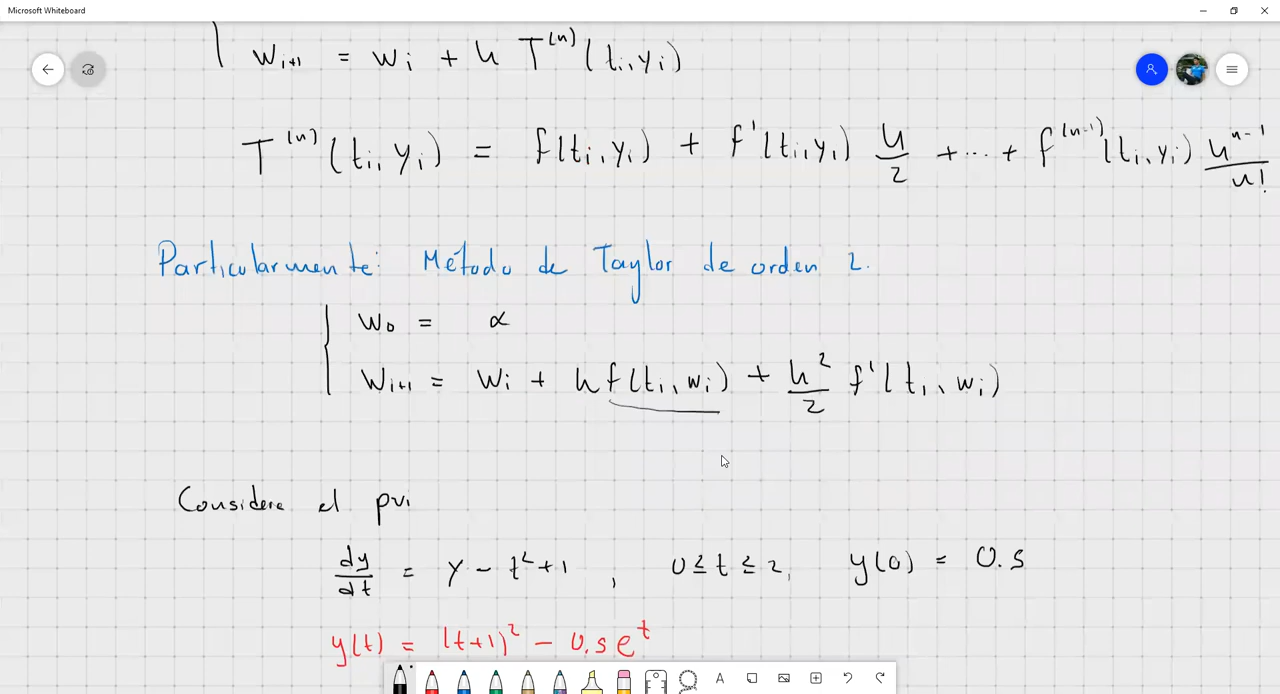 Microsoft Whiteboard
w_{i+1} = w_i + h T^{(n)}(t_i, y_i)
T^{(n)}(t_i, y_i) = f(t_i, y_i) + f'(t_i, y_i) h/2 + ... + f^{(n-1)}(t_i, y_i) h^{n-1}/n!
Particularmente: Método de Taylor de orden 2.
w_0 = α
w_{i+1} = w_i + h f(t_i, w_i) + h^2/2 f'(t_i, w_i)
Considere el pvi
dy/dt = y - t^2 + 1, 0 ≤ t ≤ 2, y(0) = 0.5
y(t) = (t+1)^2 - 0.5 e^t
A